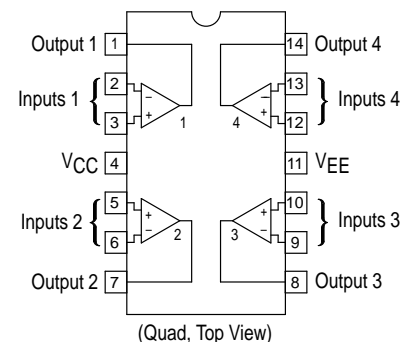 Output 1 1 14 Output 4
2 13
Inputs 1 { − − } Inputs 4
+ +
3 1 4 12
VCC 4 11 VEE
5 10
Inputs 2 { + + } Inputs 3
− −
6 2 3 9
Output 2 7 8 Output 3
(Quad, Top View)